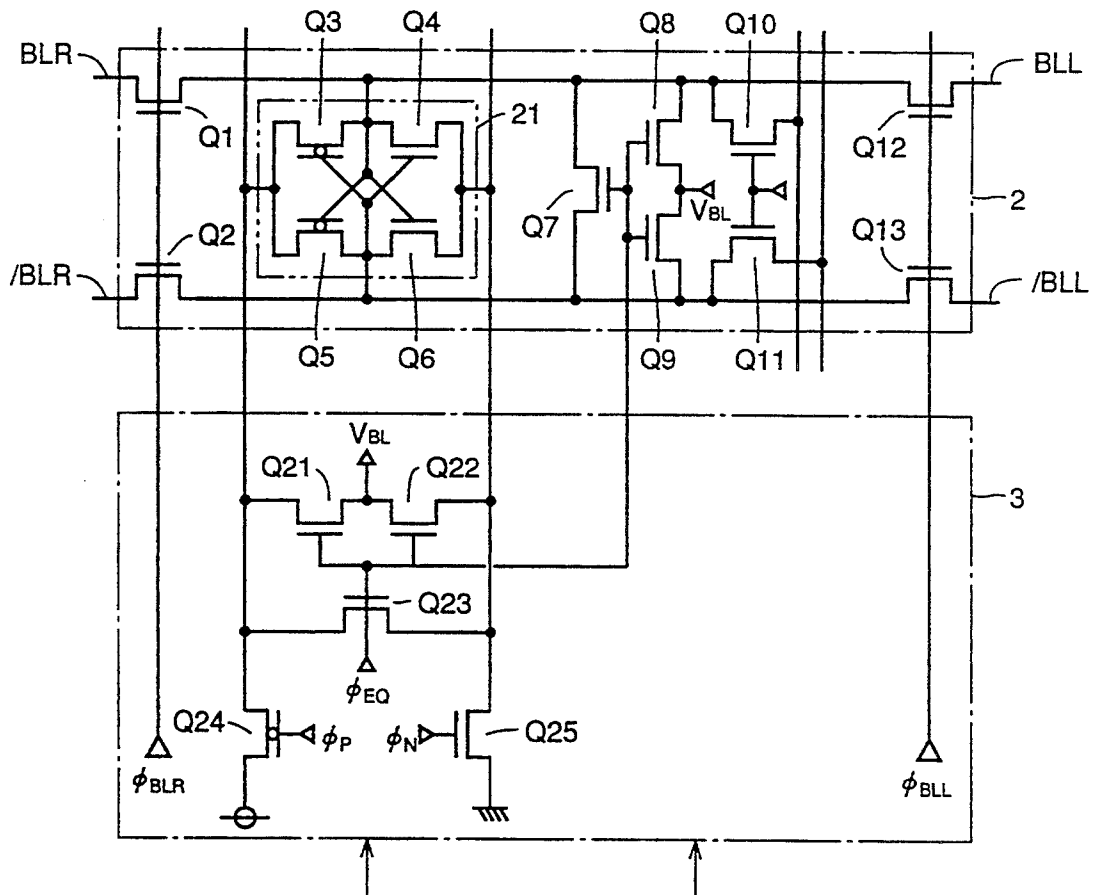 Q3 Q4 Q8 Q10
BLR BLL
21
Q1 Q12
Q7 VBL
2
Q2 Q13
/BLR /BLL
Q5 Q6 Q9 Q11
VBL
Q21 Q22
3
Q23
ϕEQ
Q24 ϕP ϕN Q25
ϕBLR ϕBLL